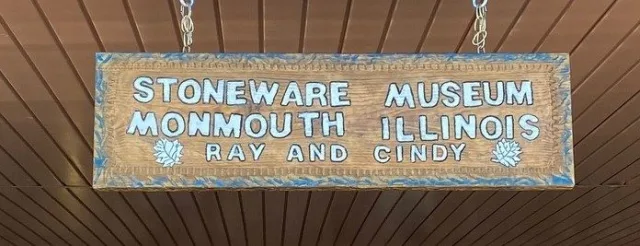 STONEWARE MUSEUM
MONMOUTH ILLINOIS
RAY AND CINDY